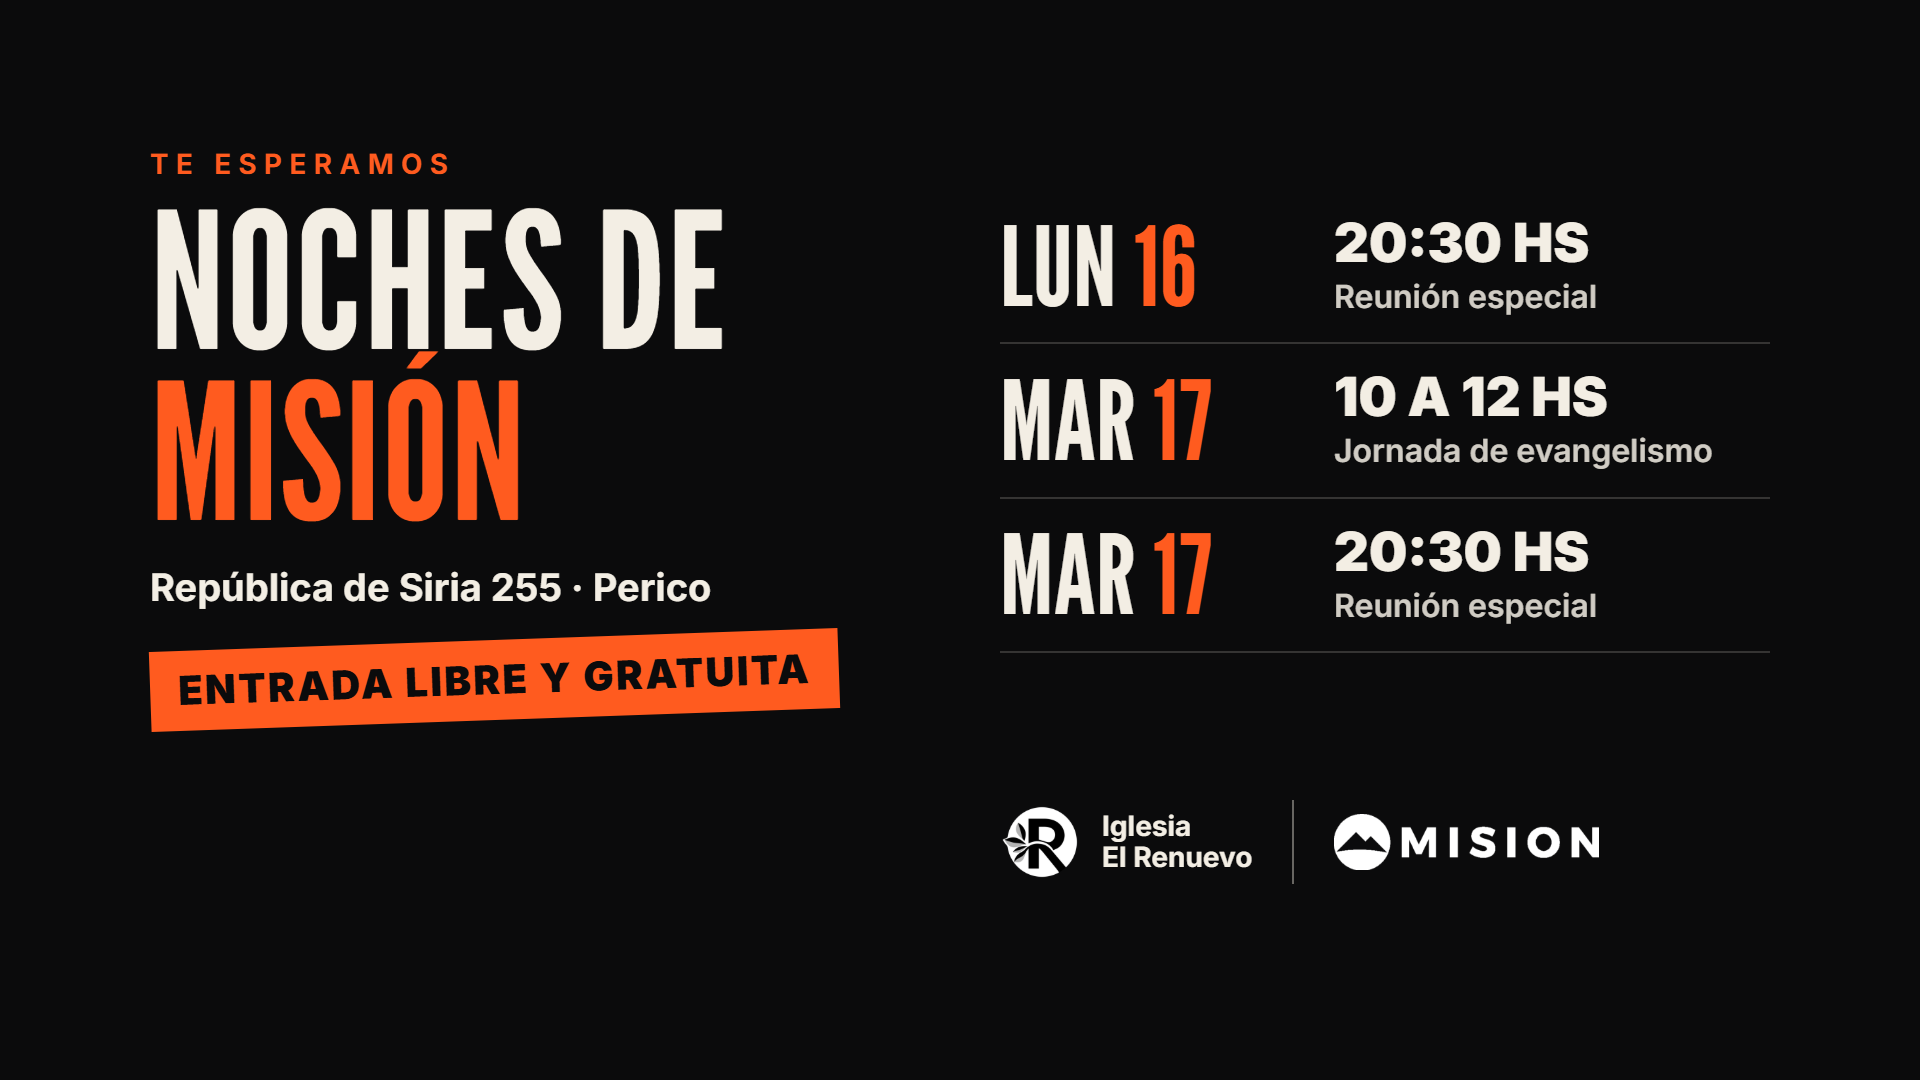 TE ESPERAMOS
NOCHES DE
MISIÓN
República de Siria 255 · Perico
ENTRADA LIBRE Y GRATUITA
LUN 16
20:30 HS
Reunión especial
MAR 17
10 A 12 HS
Jornada de evangelismo
MAR 17
20:30 HS
Reunión especial
R
Iglesia
El Renuevo
MISION